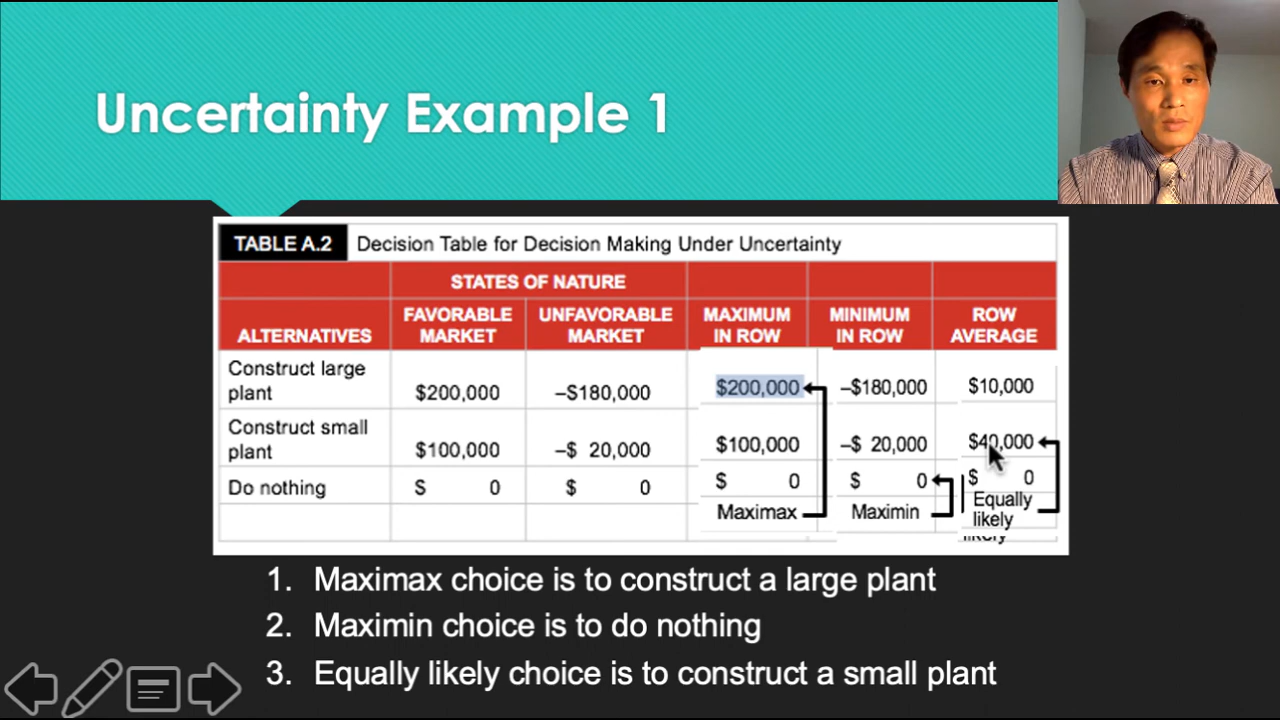 Uncertainty Example 1
TABLE A.2 Decision Table for Decision Making Under Uncertainty
STATES OF NATURE
ALTERNATIVES FAVORABLE MARKET UNFAVORABLE MARKET MAXIMUM IN ROW MINIMUM IN ROW ROW AVERAGE
Construct large plant $200,000 –$180,000 $200,000 –$180,000 $10,000
Construct small plant $100,000 –$ 20,000 $100,000 –$ 20,000 $40,000
Do nothing $ 0 $ 0 $ 0 $ 0 $ 0
Maximax Maximin Equally likely
likely
1. Maximax choice is to construct a large plant
2. Maximin choice is to do nothing
3. Equally likely choice is to construct a small plant